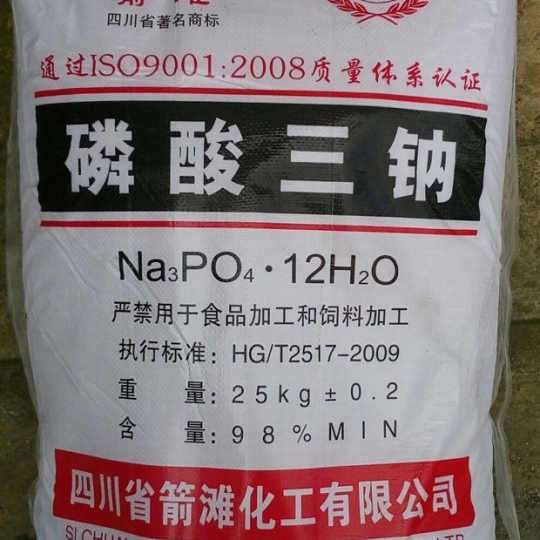 四川省著名商标
通过ISO9001:2008质量体系认证
磷酸三钠
Na₃PO₄·12H₂O
严禁用于食品加工和饲料加工
执行标准：HG/T2517-2009
重 量：25kg±0.2
含 量：98%MIN
四川省箭滩化工有限公司
SICHUAN LTD